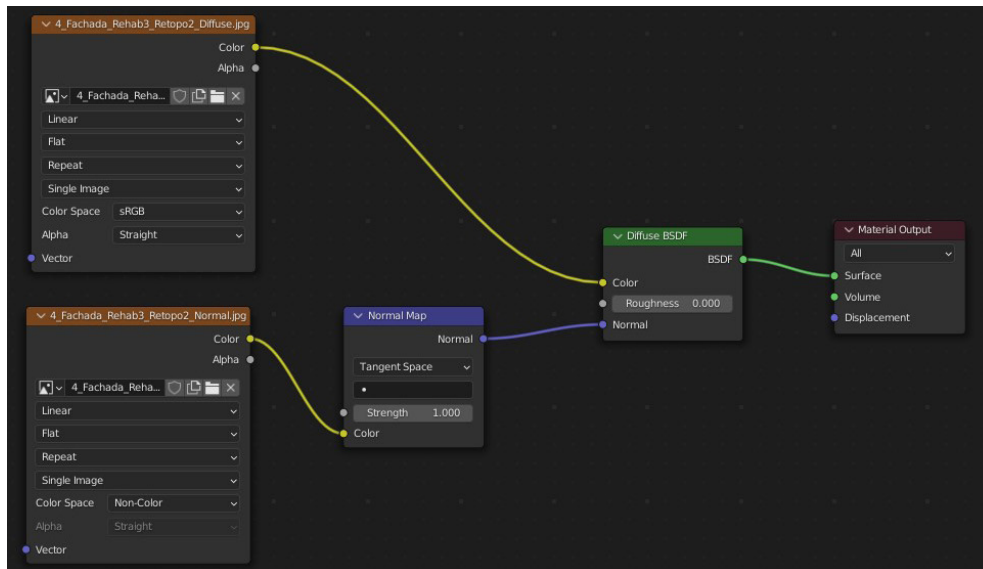 4_Fachada_Rehab3_Retopo2_Diffuse.jpg
Color
Alpha
4_Fachada_Reha...
Linear
Flat
Repeat
Single Image
Color Space sRGB
Alpha Straight
Vector
4_Fachada_Rehab3_Retopo2_Normal.jpg
Color
Alpha
4_Fachada_Reha...
Linear
Flat
Repeat
Single Image
Color Space Non-Color
Alpha Straight
Vector
Normal Map
Normal
Tangent Space
Strength 1.000
Color
Diffuse BSDF
BSDF
Color
Roughness 0.000
Normal
Material Output
All
Surface
Volume
Displacement